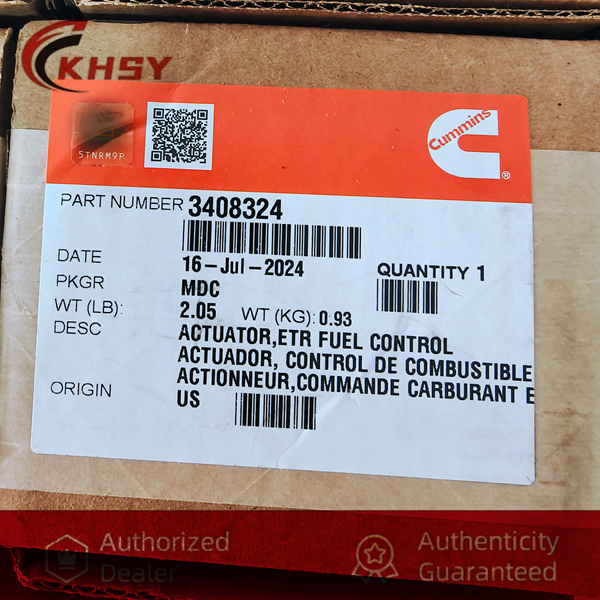 KHSY
5TNRM9P
Cummins
®
PART NUMBER 3408324
DATE 16-Jul-2024
QUANTITY 1
PKGR MDC
WT (LB): 2.05 WT (KG): 0.93
DESC ACTUATOR,ETR FUEL CONTROL
ACTUADOR, CONTROL DE COMBUSTIBLE
ACTIONNEUR,COMMANDE CARBURANT E
ORIGIN US
Authorized
Dealer
Authenticity
Guaranteed